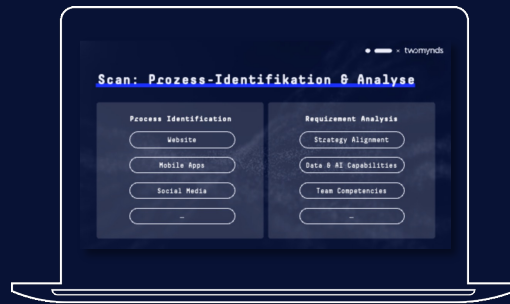 × twomynds
Scan: Prozess-Identifikation & Analyse
Process Identification
Website
Mobile Apps
Social Media
…
Requirement Analysis
Strategy Alignment
Data & AI Capabilities
Team Competencies
…